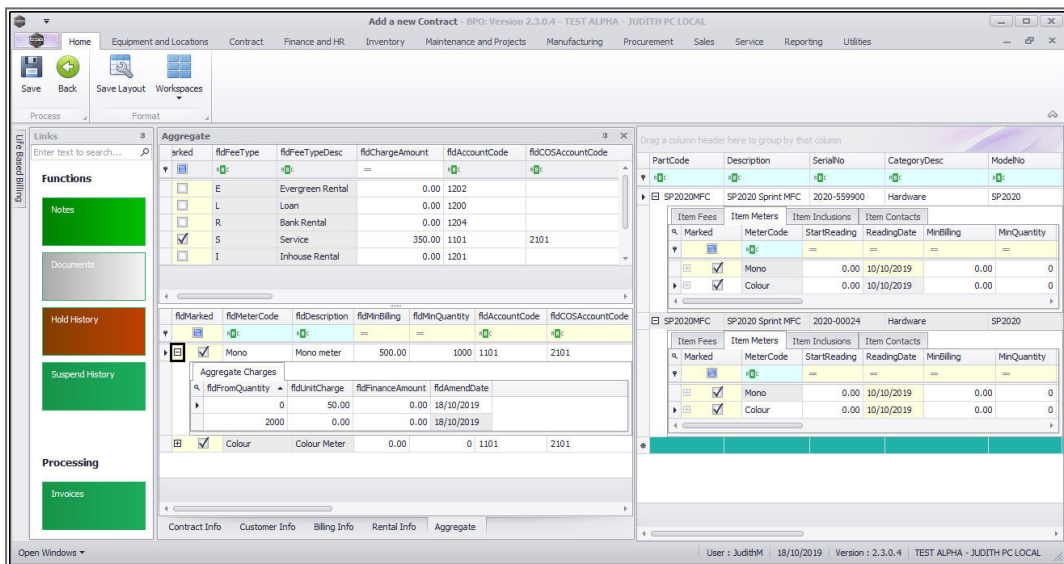 Add a new Contract - BPO: Version 2.3.0.4 - TEST ALPHA - JUDITH PC LOCAL
Home Equipment and Locations Contract Finance and HR Inventory Maintenance and Projects Manufacturing Procurement Sales Service Reporting Utilities
Save Back Save Layout Workspaces
Process Format
Life Based Billing
Links
Enter text to search...
Functions
Notes
Documents
Hold History
Suspend History
Processing
Invoices
Aggregate
arked fldFeeType fldFeeTypeDesc fldChargeAmount fldAccountCode fldCOSAccountCode
=
E Evergreen Rental 0.00 1202
L Loan 0.00 1200
R Bank Rental 0.00 1204
S Service 350.00 1101 2101
I Inhouse Rental 0.00 1201
fldMarked fldMeterCode fldDescription fldMinBilling fldMinQuantity fldAccountCode fldCOSAccountCode
= =
Mono Mono meter 500.00 1000 1101 2101
Aggregate Charges
fldFromQuantity fldUnitCharge fldFinanceAmount fldAmendDate
0 50.00 0.00 18/10/2019
2000 0.00 0.00 18/10/2019
Colour Colour Meter 0.00 0 1101 2101
Contract Info Customer Info Billing Info Rental Info Aggregate
Drag a column header here to group by that column
PartCode Description SerialNo CategoryDesc ModelNo
SP2020MFC SP2020 Sprint MFC 2020-559900 Hardware SP2020
Item Fees Item Meters Item Inclusions Item Contacts
Marked MeterCode StartReading ReadingDate MinBilling MinQuantity
= = = =
Mono 0.00 10/10/2019 0.00 0
Colour 0.00 10/10/2019 0.00 0
SP2020MFC SP2020 Sprint MFC 2020-00024 Hardware SP2020
Item Fees Item Meters Item Inclusions Item Contacts
Marked MeterCode StartReading ReadingDate MinBilling MinQuantity
= = = =
Mono 0.00 10/10/2019 0.00 0
Colour 0.00 10/10/2019 0.00 0
Open Windows
User : JudithM 18/10/2019 Version : 2.3.0.4 TEST ALPHA - JUDITH PC LOCAL